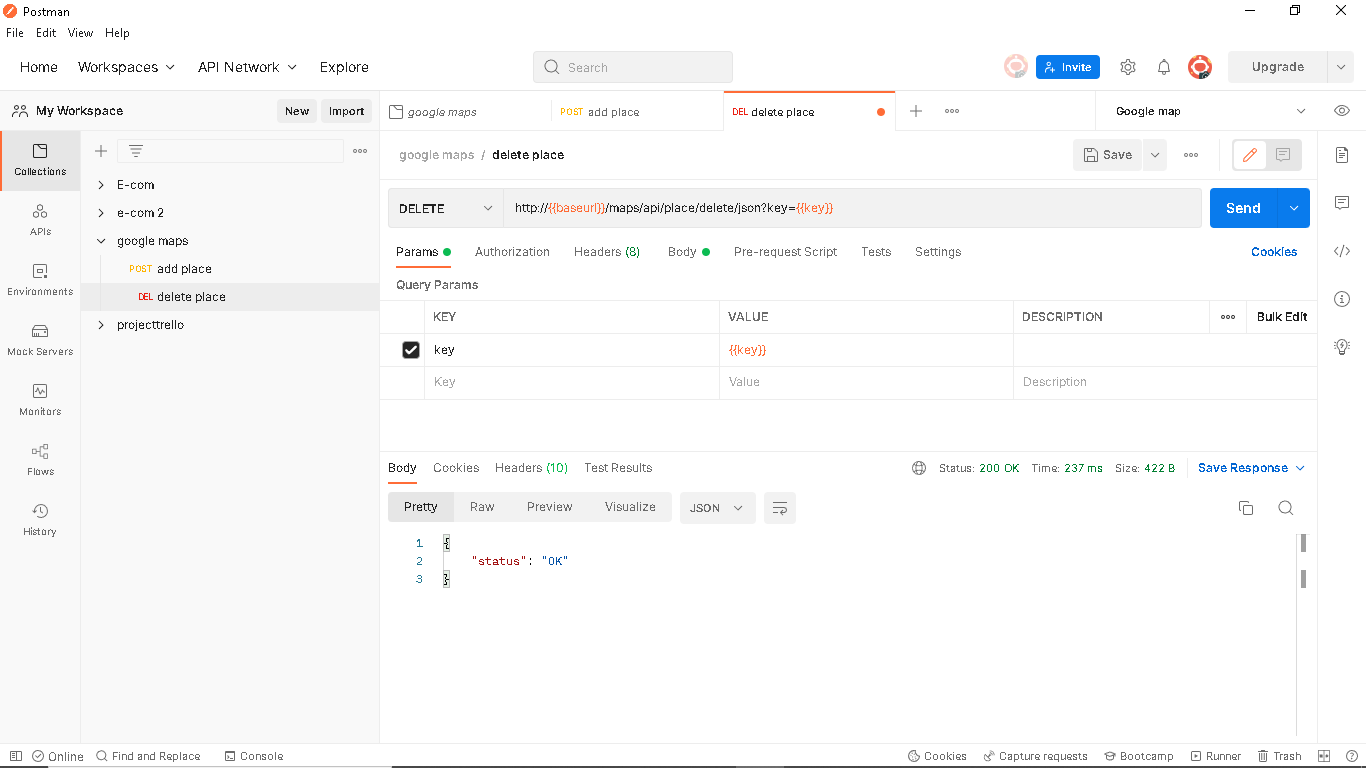 Postman
File Edit View Help
Home Workspaces API Network Explore Search Invite Upgrade
My Workspace New Import google maps POST add place DEL delete place Google map
google maps / delete place Save
Collections
E-com
e-com 2
APIs
google maps
POST add place
DEL delete place
projecttrello
Environments
Mock Servers
Monitors
Flows
History
DELETE http://{{baseurl}}/maps/api/place/delete/json?key={{key}} Send
Params Authorization Headers (8) Body Pre-request Script Tests Settings Cookies
Query Params
KEY VALUE DESCRIPTION Bulk Edit
key {{key}}
Key Value Description
Body Cookies Headers (10) Test Results Status: 200 OK Time: 237 ms Size: 422 B Save Response
Pretty Raw Preview Visualize JSON
1 {
2 "status": "OK"
3 }
Online Find and Replace Console Cookies Capture requests Bootcamp Runner Trash